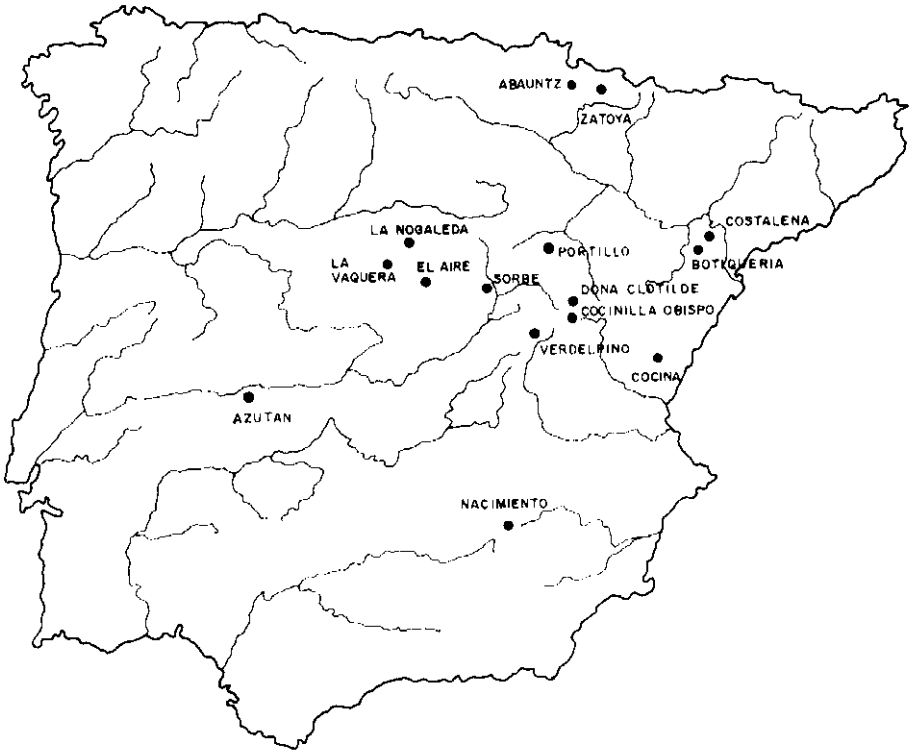 ABAUNTZ
ZATOYA
COSTALENA
LA NOGALEDA
PORTILLO
BOTIQUERIA
LA
VAQUERA
EL AIRE
SORBE
DONA CLOTILDE
COCINILLA OBISPO
VERDELPINO
COCINA
AZUTAN
NACIMIENTO